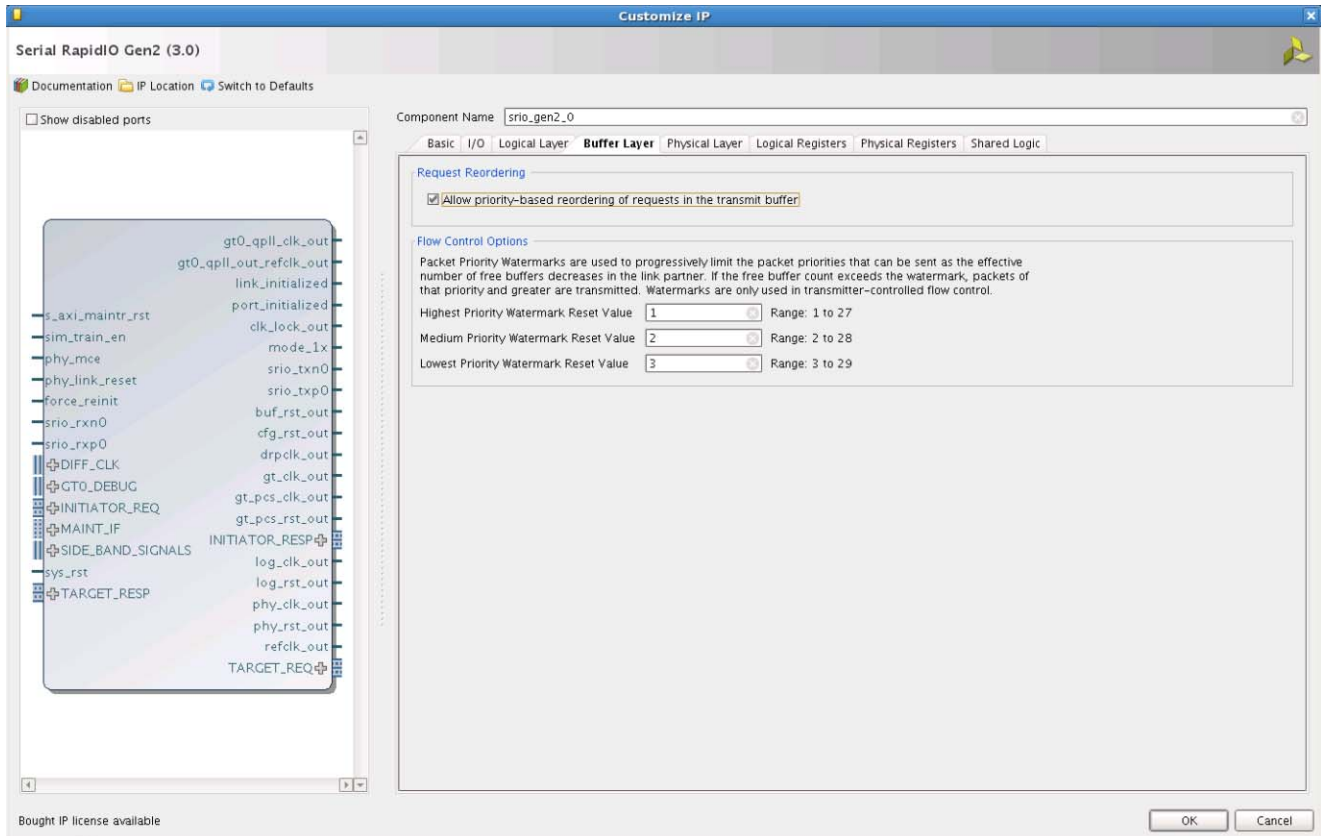 Customize IP
Serial RapidIO Gen2 (3.0)
Documentation IP Location Switch to Defaults
Show disabled ports
gt0_qpll_clk_out
gt0_qpll_out_refclk_out
link_initialized
port_initialized
clk_lock_out
mode_1x
srio_txn0
srio_txp0
buf_rst_out
cfg_rst_out
drpclk_out
gt_clk_out
gt_pcs_clk_out
gt_pcs_rst_out
INITIATOR_RESP
log_clk_out
log_rst_out
phy_clk_out
phy_rst_out
refclk_out
TARGET_REQ
s_axi_maintr_rst
sim_train_en
phy_mce
phy_link_reset
force_reinit
srio_rxn0
srio_rxp0
DIFF_CLK
GT0_DEBUG
INITIATOR_REQ
MAINT_IF
SIDE_BAND_SIGNALS
sys_rst
TARGET_RESP
Component Name srio_gen2_0
Basic I/O Logical Layer Buffer Layer Physical Layer Logical Registers Physical Registers Shared Logic
Request Reordering
Allow priority-based reordering of requests in the transmit buffer
Flow Control Options
Packet Priority Watermarks are used to progressively limit the packet priorities that can be sent as the effective
number of free buffers decreases in the link partner. If the free buffer count exceeds the watermark, packets of
that priority and greater are transmitted. Watermarks are only used in transmitter-controlled flow control.
Highest Priority Watermark Reset Value 1 Range: 1 to 27
Medium Priority Watermark Reset Value 2 Range: 2 to 28
Lowest Priority Watermark Reset Value 3 Range: 3 to 29
Bought IP license available
OK Cancel